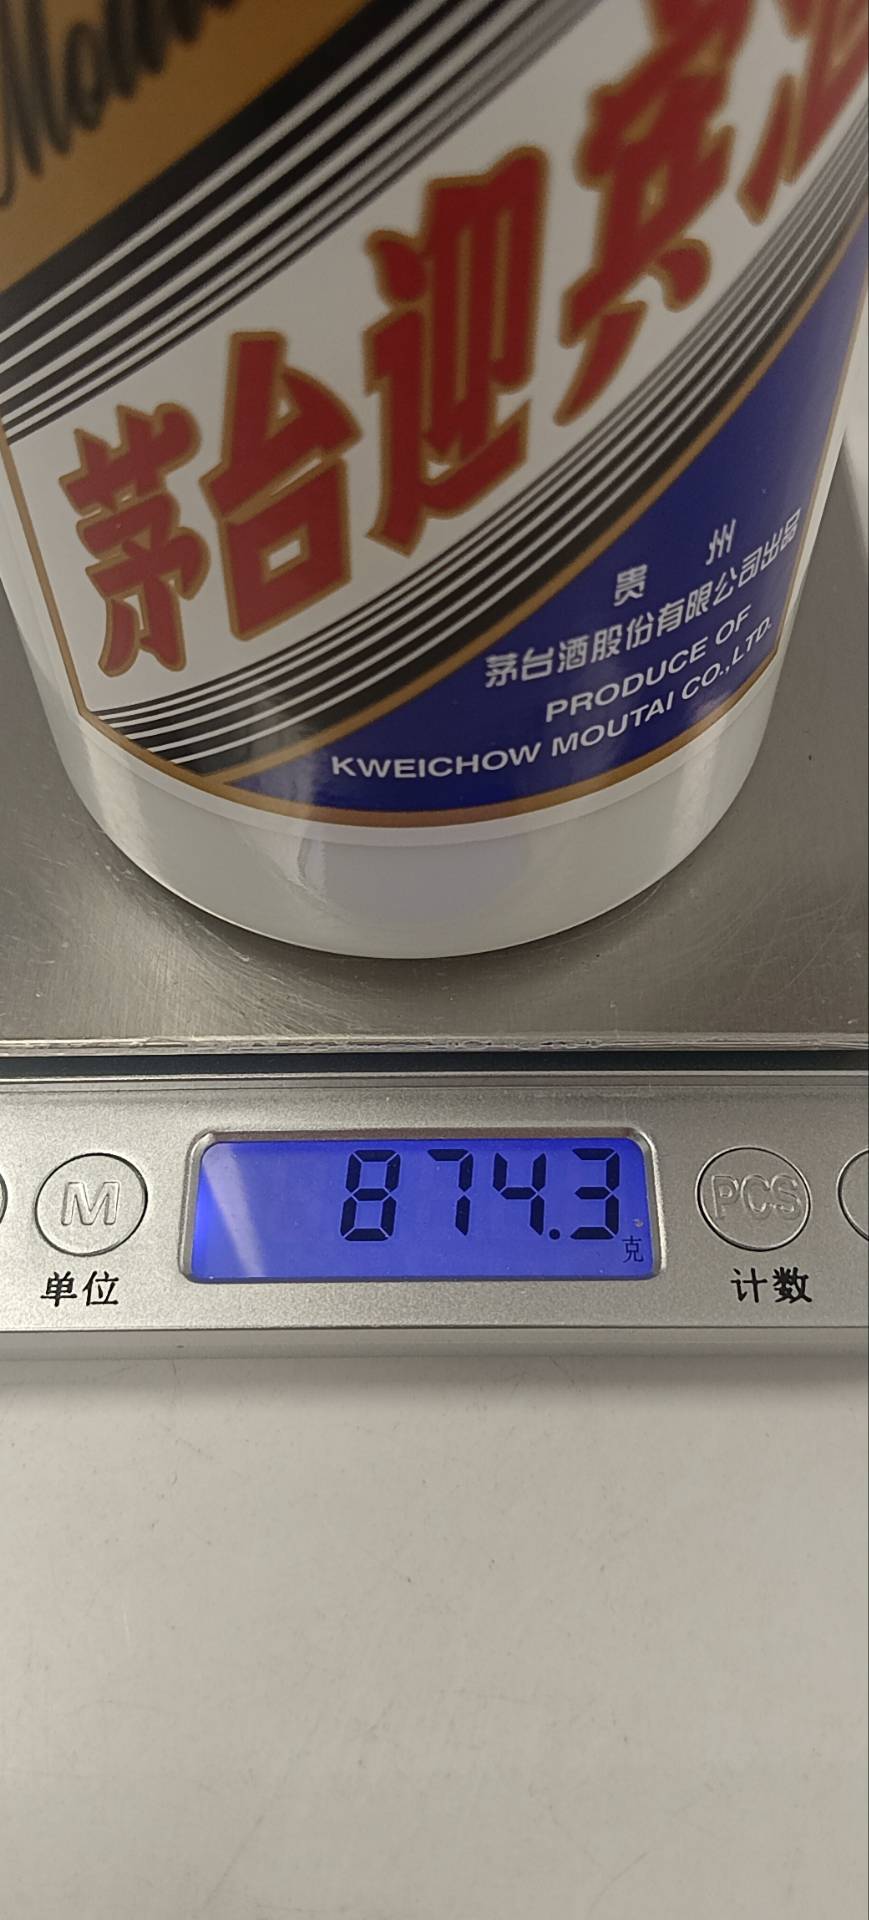 茅台迎宾酒
贵州
茅台酒股份有限公司出品
PRODUCE OF
KWEICHOW MOUTAI CO.,LTD.
874.3
克
M
PCS
单位
计数